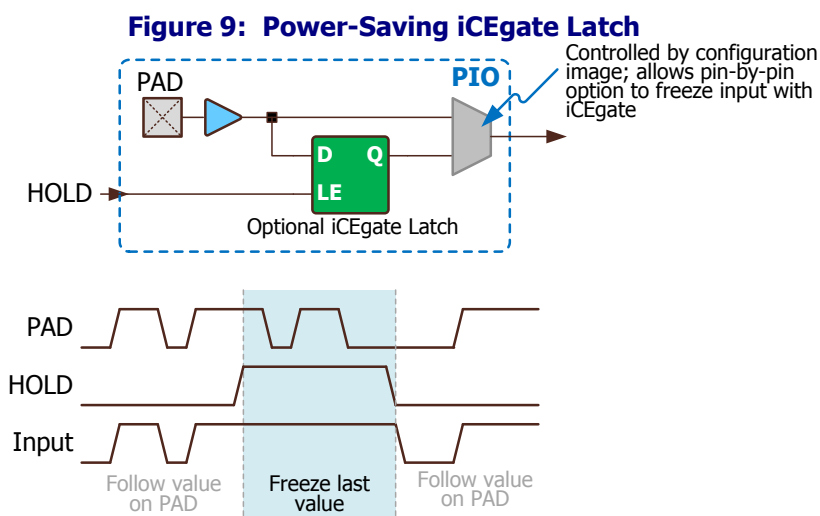 Figure 9: Power-Saving iCEgate Latch
Controlled by configuration
image; allows pin-by-pin
option to freeze input with
iCEgate
PIO
PAD
D
Q
LE
HOLD
Optional iCEgate Latch
PAD
HOLD
Input
Follow value
on PAD
Freeze last
value
Follow value
on PAD